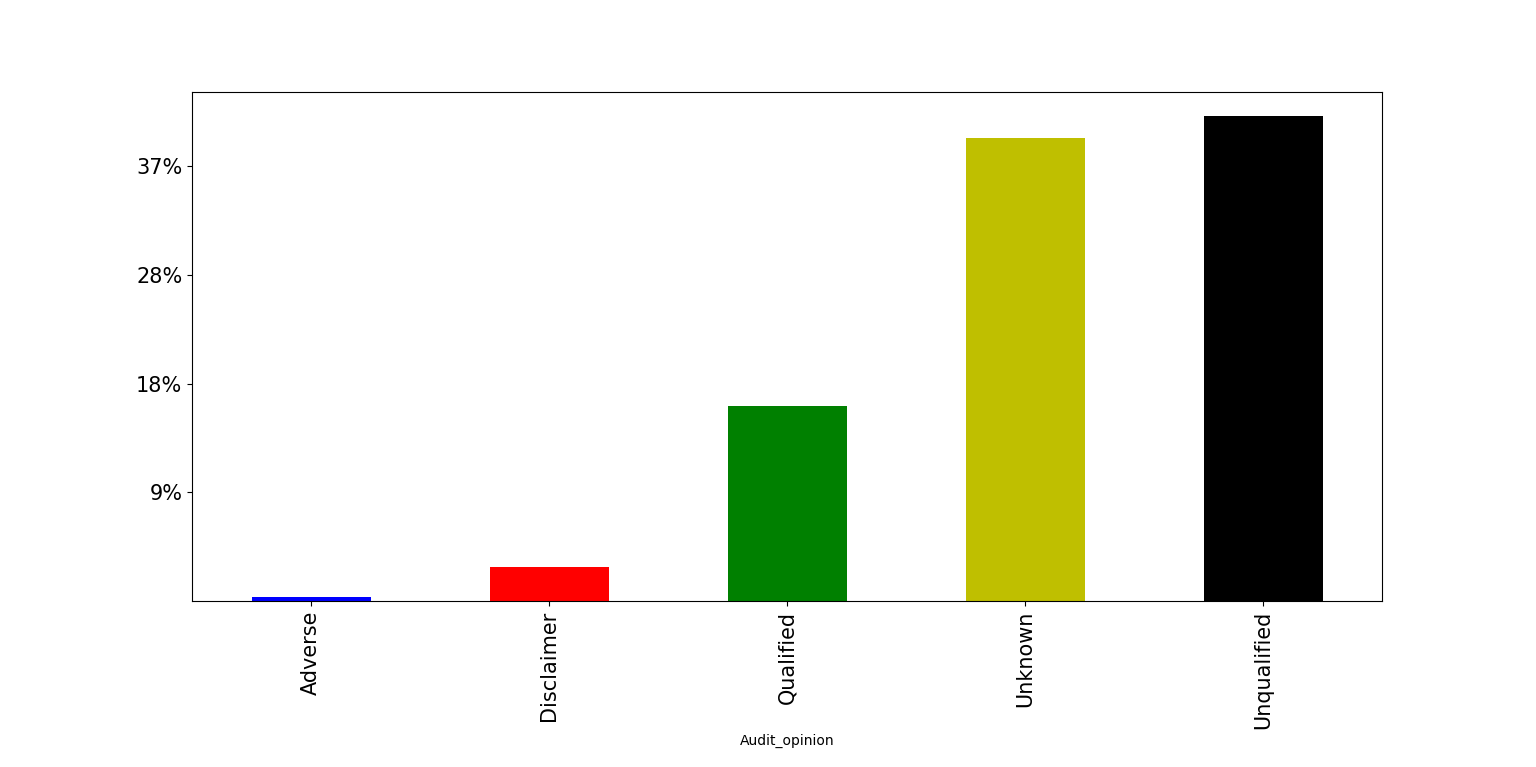 37%
28%
18%
9%
Adverse
Disclaimer
Qualified
Unknown
Unqualified
Audit_opinion